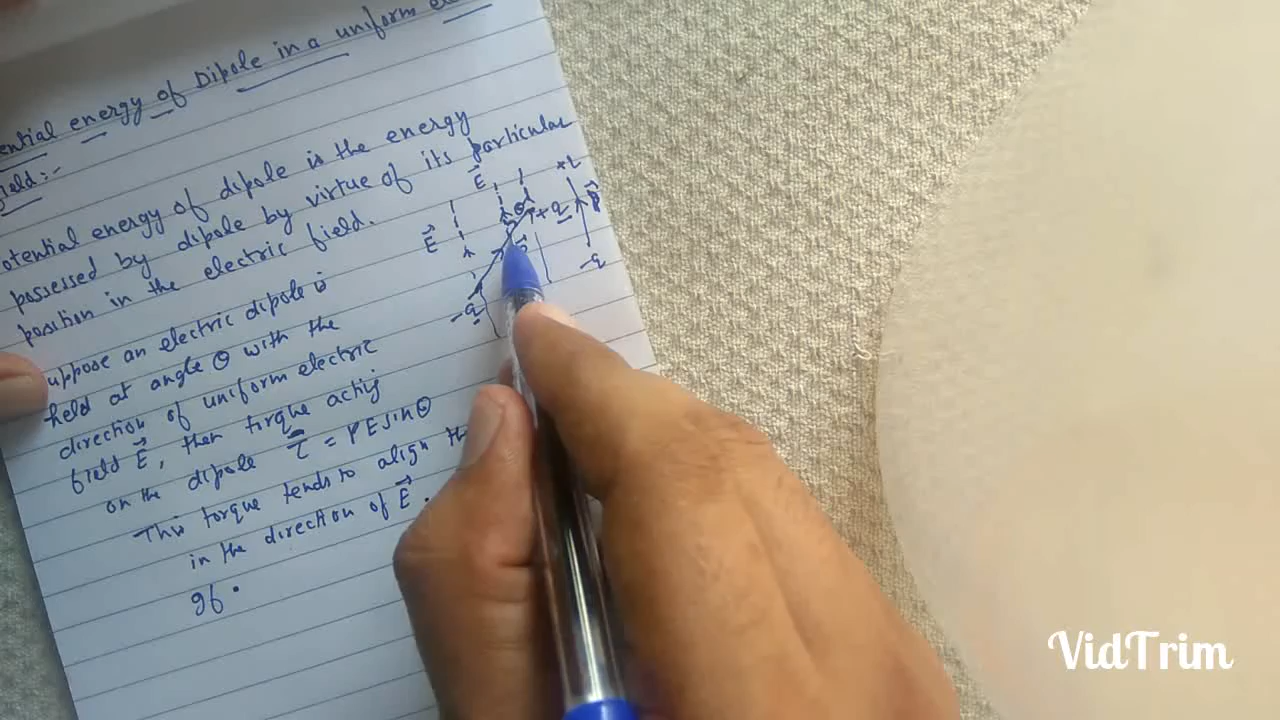 ential energy of Dipole in a uniform
field:-
otential energy of dipole is the energy
possessed by dipole by virtue of its particular
position in the electric field.
uppose an electric dipole is
held at angle θ with the
direction of uniform electric
field E⃗, then torque acting
on the dipole τ = PE sinθ
This torque tends to align th
in the direction of E⃗.
If
E⃗
E⃗
θ
+q
-q
+q
P⃗
-q
VidTrim